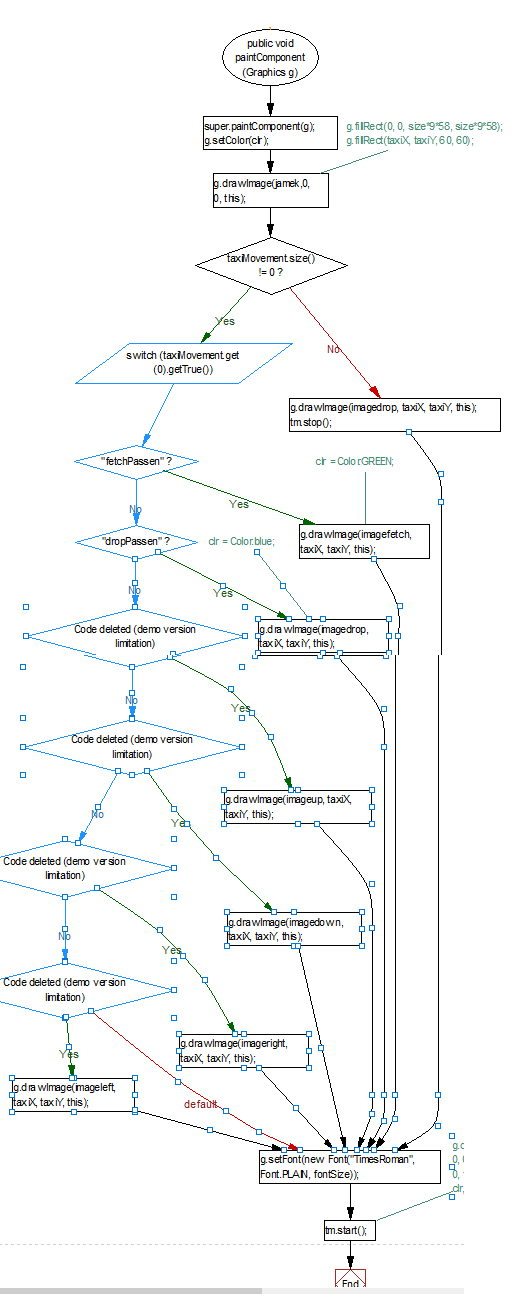 public void
paintComponent
(Graphics g)
super.paintComponent(g);
g.setColor(clr);
g.fillRect(0, 0, size*9*58, size*9*58);
g.fillRect(taxiX, taxiY,60, 60);
g.drawImage(jamek,0,
0, this);
taxiMovement.size()
!= 0 ?
Yes
No
switch (taxiMovement.get
(0).getTrue())
g.drawImage(imagedrop, taxiX, taxiY, this);
tm.stop();
"fetchPassen" ?
clr = Color.GREEN;
Yes
No
g.drawImage(imagefetch,
taxiX, taxiY, this);
"dropPassen" ?
clr = Color.blue;
No
Yes
Code deleted (demo version
limitation)
g.drawImage(imagedrop,
taxiX, taxiY, this);
No
Yes
Code deleted (demo version
limitation)
g.drawImage(imageup, taxiX,
taxiY, this);
No
Yes
Code deleted (demo version
limitation)
g.drawImage(imagedown,
taxiX, taxiY, this);
No
Yes
Code deleted (demo version
limitation)
g.drawImage(imageright,
taxiX, taxiY, this);
Yes
g.drawImage(imageleft,
taxiX, taxiY, this);
default
g.setFont(new Font("TimesRoman",
Font.PLAIN, fontSize));
clr,
tm.start();
End